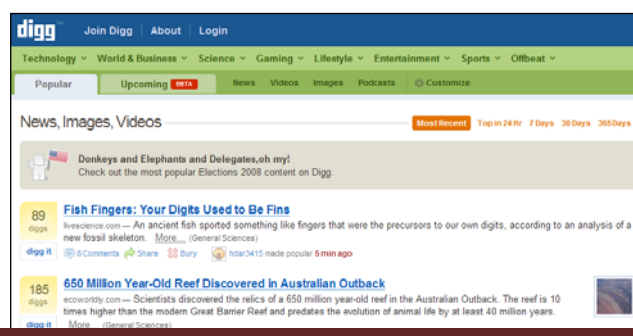 digg Join Digg About Login
Technology World & Business Science Gaming Lifestyle Entertainment Sports Offbeat
Popular Upcoming BETA News Videos Images Podcasts Customize
News, Images, Videos Most Recent Top in 24 Hr 7 Days 30 Days 365 Days
Donkeys and Elephants and Delegates,oh my!
Check out the most popular Elections 2008 content on Digg.
89 diggs Fish Fingers: Your Digits Used to Be Fins
livescience.com — An ancient fish sported something like fingers that were the precursors to our own digits, according to an analysis of a
new fossil skeleton. More... (General Sciences)
digg it 8 Comments Share Bury hdar3415 made popular 5 min ago
185 diggs 650 Million Year-Old Reef Discovered in Australian Outback
ecoworldly.com — Scientists discovered the relics of a 650 million year-old reef in the Australian Outback. The reef is 10
times higher than the modern Great Barrier Reef and predates the evolution of animal life by at least 40 million years.
digg it More (General Sciences)